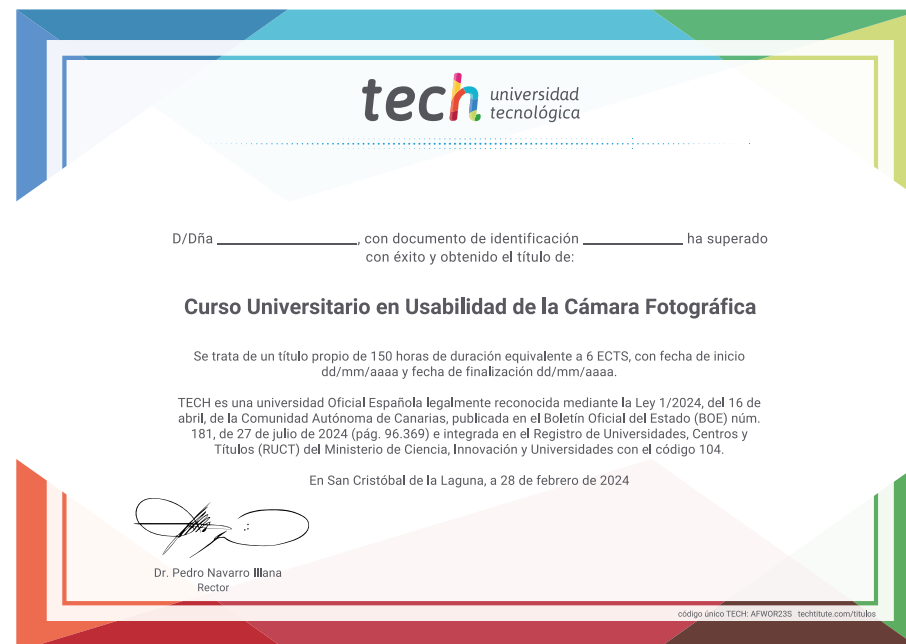 tech universidad
tecnológica
D/Dña ____________________, con documento de identificación ______________ ha superado
con éxito y obtenido el título de:
Curso Universitario en Usabilidad de la Cámara Fotográfica
Se trata de un título propio de 150 horas de duración equivalente a 6 ECTS, con fecha de inicio
dd/mm/aaaa y fecha de finalización dd/mm/aaaa.
TECH es una universidad Oficial Española legalmente reconocida mediante la Ley 1/2024, del 16 de
abril, de la Comunidad Autónoma de Canarias, publicada en el Boletín Oficial del Estado (BOE) núm.
181, de 27 de julio de 2024 (pág. 96.369) e integrada en el Registro de Universidades, Centros y
Títulos (RUCT) del Ministerio de Ciencia, Innovación y Universidades con el código 104.
En San Cristóbal de la Laguna, a 28 de febrero de 2024
Dr. Pedro Navarro Illana
Rector
código único TECH: AFWOR23S techtitute.com/titulos